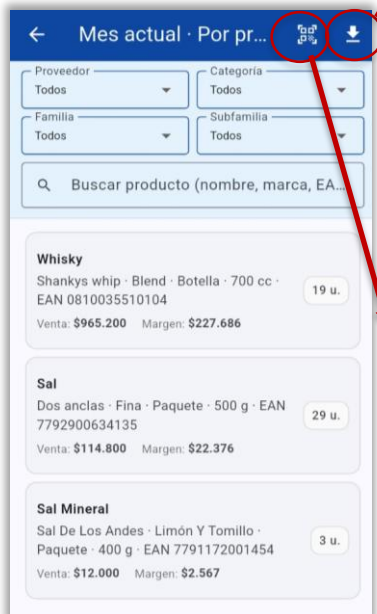 Mes actual · Por pr...
Proveedor
Todos
Categoría
Todos
Familia
Todos
Subfamilia
Todos
Buscar producto (nombre, marca, EA...
Whisky
Shankys whip · Blend · Botella · 700 cc ·
EAN 0810035510104
19 u.
Venta: $965.200 Margen: $227.686
Sal
Dos anclas · Fina · Paquete · 500 g · EAN
7792900634135
29 u.
Venta: $114.800 Margen: $22.376
Sal Mineral
Sal De Los Andes · Limón Y Tomillo ·
Paquete · 400 g · EAN 7791172001454
3 u.
Venta: $12.000 Margen: $2.567